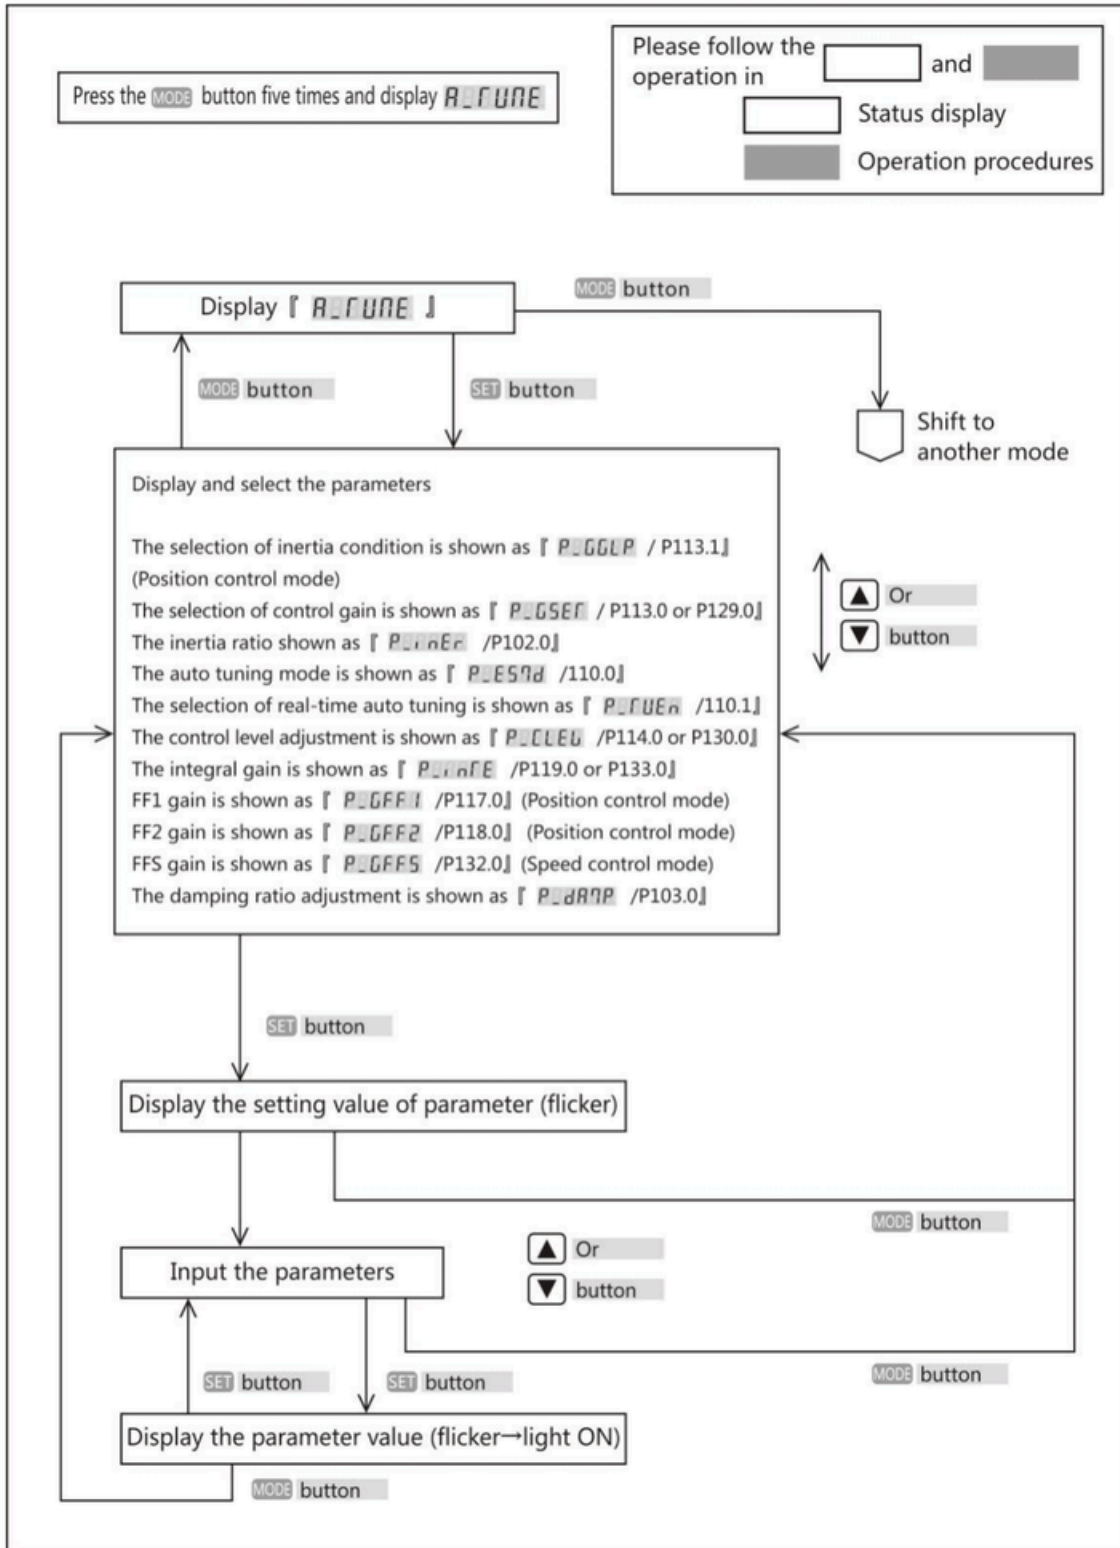 Press the MODE button five times and display A_TUNE
Please follow the
operation in and
Status display
Operation procedures
Display『 A_TUNE 』
MODE button
MODE button
SET button
Shift to
another mode
Display and select the parameters
The selection of inertia condition is shown as『 P_GGLP / P113.1』
(Position control mode)
The selection of control gain is shown as『 P_GSET / P113.0 or P129.0』
The inertia ratio shown as『 P_inEr /P102.0』
The auto tuning mode is shown as『 P_ESMd /110.0』
The selection of real-time auto tuning is shown as『 P_TUEn /110.1』
The control level adjustment is shown as『 P_CLEU /P114.0 or P130.0』
The integral gain is shown as『 P_inTE /P119.0 or P133.0』
FF1 gain is shown as『 P_GFF1 /P117.0』(Position control mode)
FF2 gain is shown as『 P_GFF2 /P118.0』(Position control mode)
FFS gain is shown as『 P_GFFS /P132.0』(Speed control mode)
The damping ratio adjustment is shown as『 P_dAMP /P103.0』
▲ Or
▼ button
SET button
Display the setting value of parameter (flicker)
MODE button
Input the parameters
▲ Or
▼ button
SET button
SET button
MODE button
Display the parameter value (flicker→light ON)
MODE button